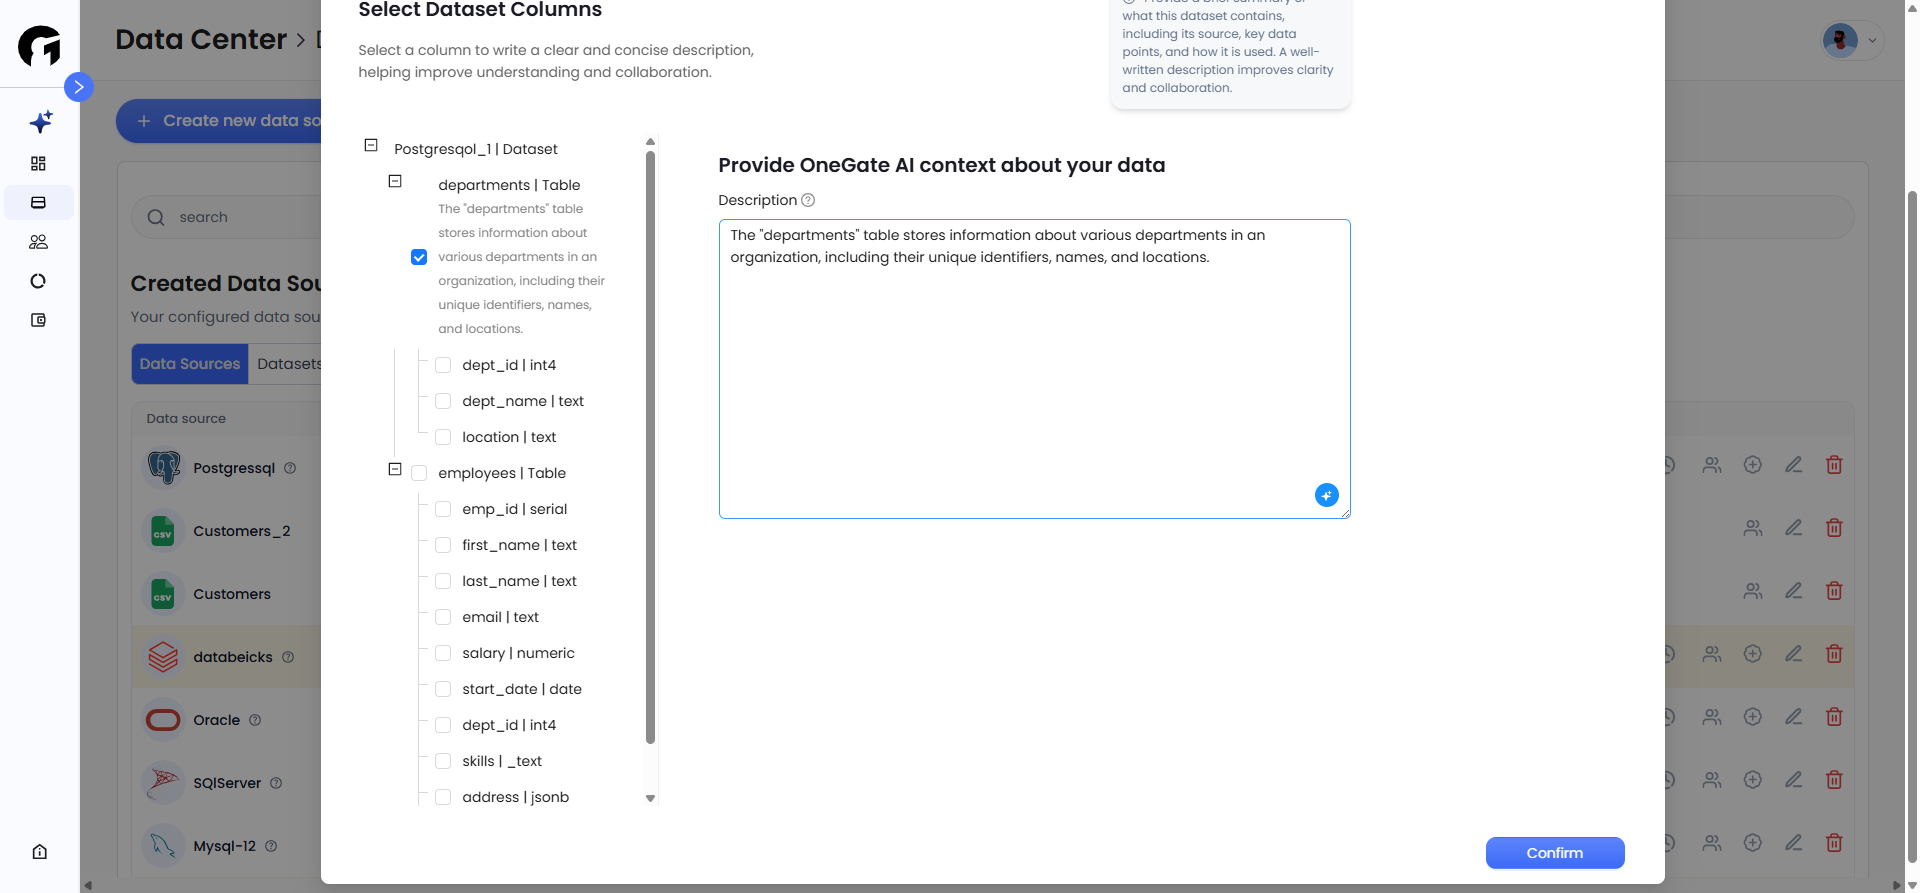 Select Dataset Columns
Select a column to write a clear and concise description,
helping improve understanding and collaboration.
what this dataset contains,
including its source, key data
points, and how it is used. A well-
written description improves clarity
and collaboration.
Data Center >
+ Create new data so
search
Created Data Sou
Your configured data sou
Data Sources
Datasets
Data source
Postgressql
Customers_2
Customers
databeicks
Oracle
SQlServer
Mysql-12
csv
csv
Postgresqol_1 | Dataset
departments | Table
The "departments" table
stores information about
various departments in an
organization, including their
unique identifiers, names,
and locations.
dept_id | int4
dept_name | text
location | text
employees | Table
emp_id | serial
first_name | text
last_name | text
email | text
salary | numeric
start_date | date
dept_id | int4
skills | _text
address | jsonb
Provide OneGate AI context about your data
Description
The "departments" table stores information about various departments in an
organization, including their unique identifiers, names, and locations.
Confirm